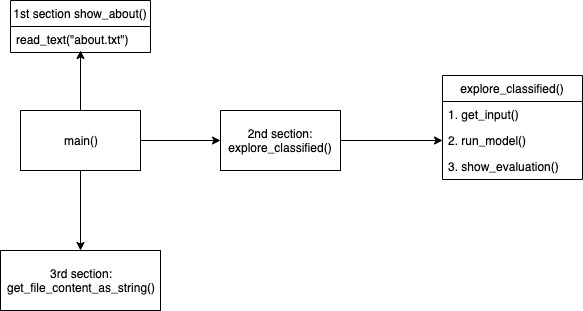 1st section show_about()
read_text("about.txt")
main()
2nd section:
explore_classified()
explore_classified()
1. get_input()
2. run_model()
3. show_evaluation()
3rd section:
get_file_content_as_string()